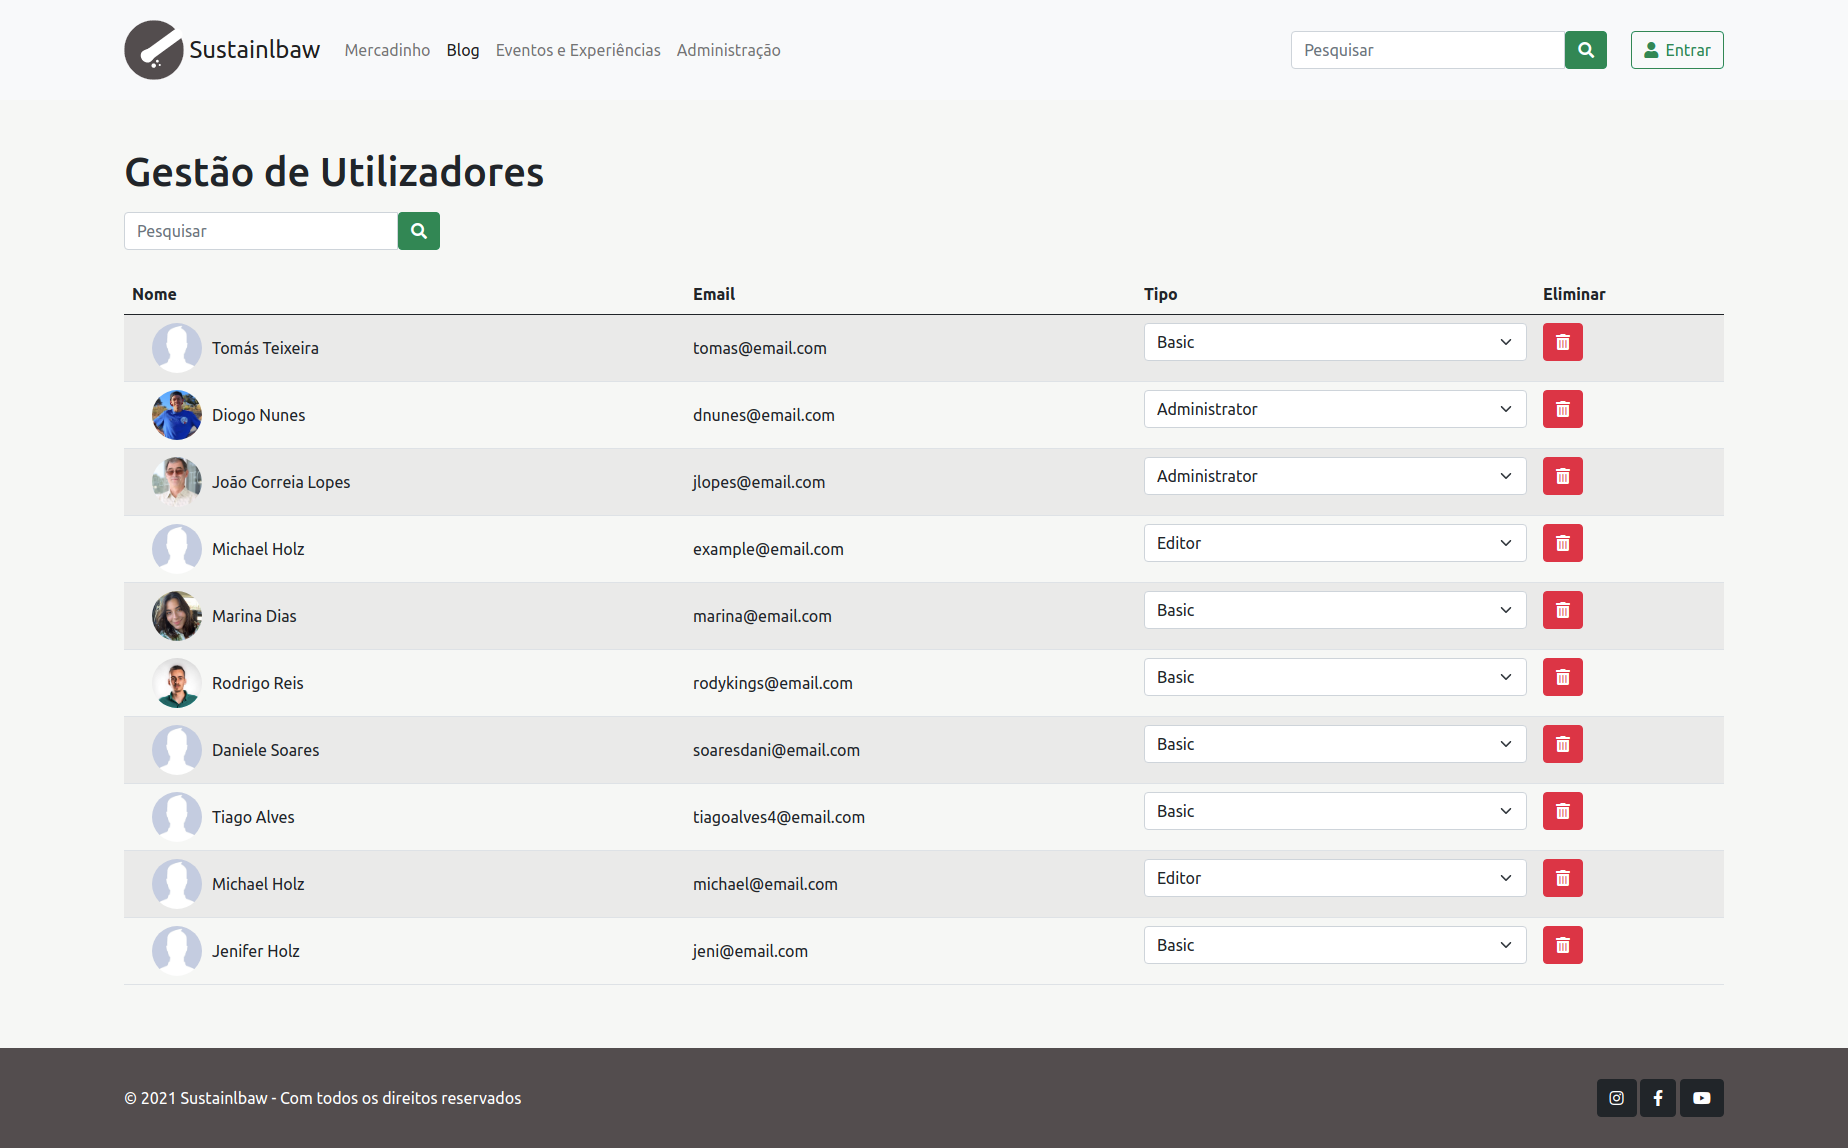 Sustainlbaw Mercadinho Blog Eventos e Experiências Administração Pesquisar Entrar
Gestão de Utilizadores
Pesquisar
Nome Email Tipo Eliminar
Tomás Teixeira tomas@email.com Basic
Diogo Nunes dnunes@email.com Administrator
João Correia Lopes jlopes@email.com Administrator
Michael Holz example@email.com Editor
Marina Dias marina@email.com Basic
Rodrigo Reis rodykings@email.com Basic
Daniele Soares soaresdani@email.com Basic
Tiago Alves tiagoalves4@email.com Basic
Michael Holz michael@email.com Editor
Jenifer Holz jeni@email.com Basic
© 2021 Sustainlbaw - Com todos os direitos reservados